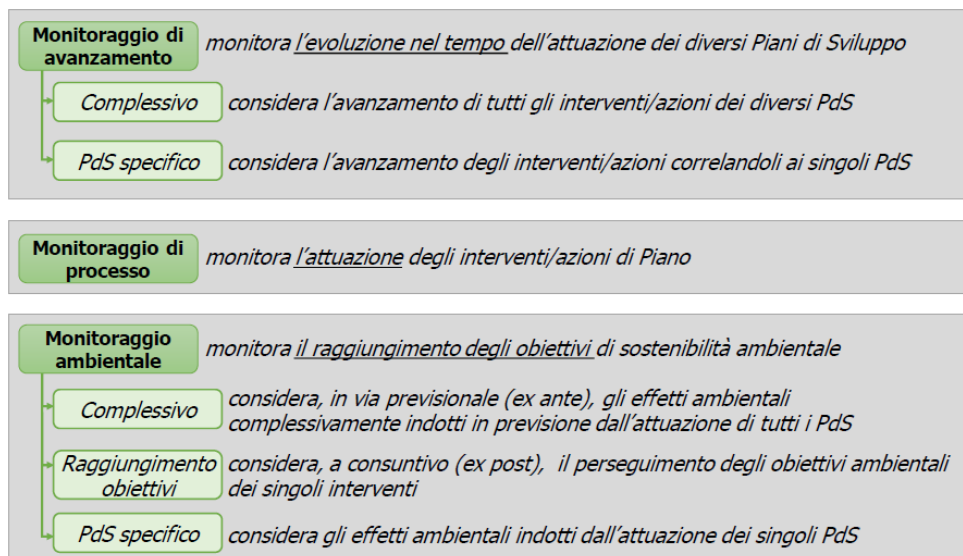 Monitoraggio di
avanzamento
monitora l'evoluzione nel tempo dell'attuazione dei diversi Piani di Sviluppo
Complessivo
considera l'avanzamento di tutti gli interventi/azioni dei diversi PdS
PdS specifico
considera l'avanzamento degli interventi/azioni correlandoli ai singoli PdS
Monitoraggio di
processo
monitora l'attuazione degli interventi/azioni di Piano
Monitoraggio
ambientale
monitora il raggiungimento degli obiettivi di sostenibilità ambientale
Complessivo
considera, in via previsionale (ex ante), gli effetti ambientali
complessivamente indotti in previsione dall'attuazione di tutti i PdS
Raggiungimento
obiettivi
considera, a consuntivo (ex post), il perseguimento degli obiettivi ambientali
dei singoli interventi
PdS specifico
considera gli effetti ambientali indotti dall'attuazione dei singoli PdS